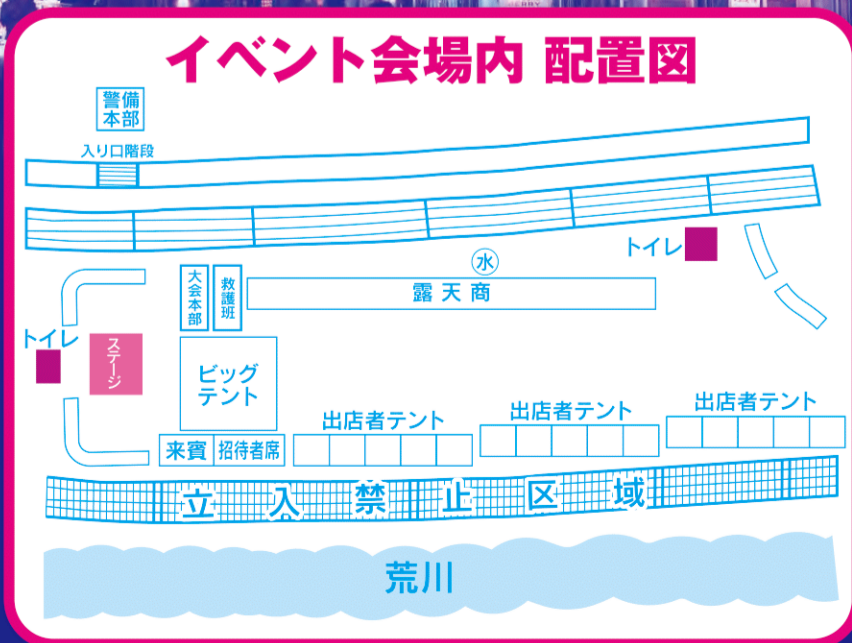 イベント会場内 配置図
警備
本部
入り口階段
トイレ
水
大会本部
救護班
露天商
トイレ
ステージ
ビッグ
テント
出店者テント
出店者テント
出店者テント
来賓
招待者席
立入禁止区域
荒川